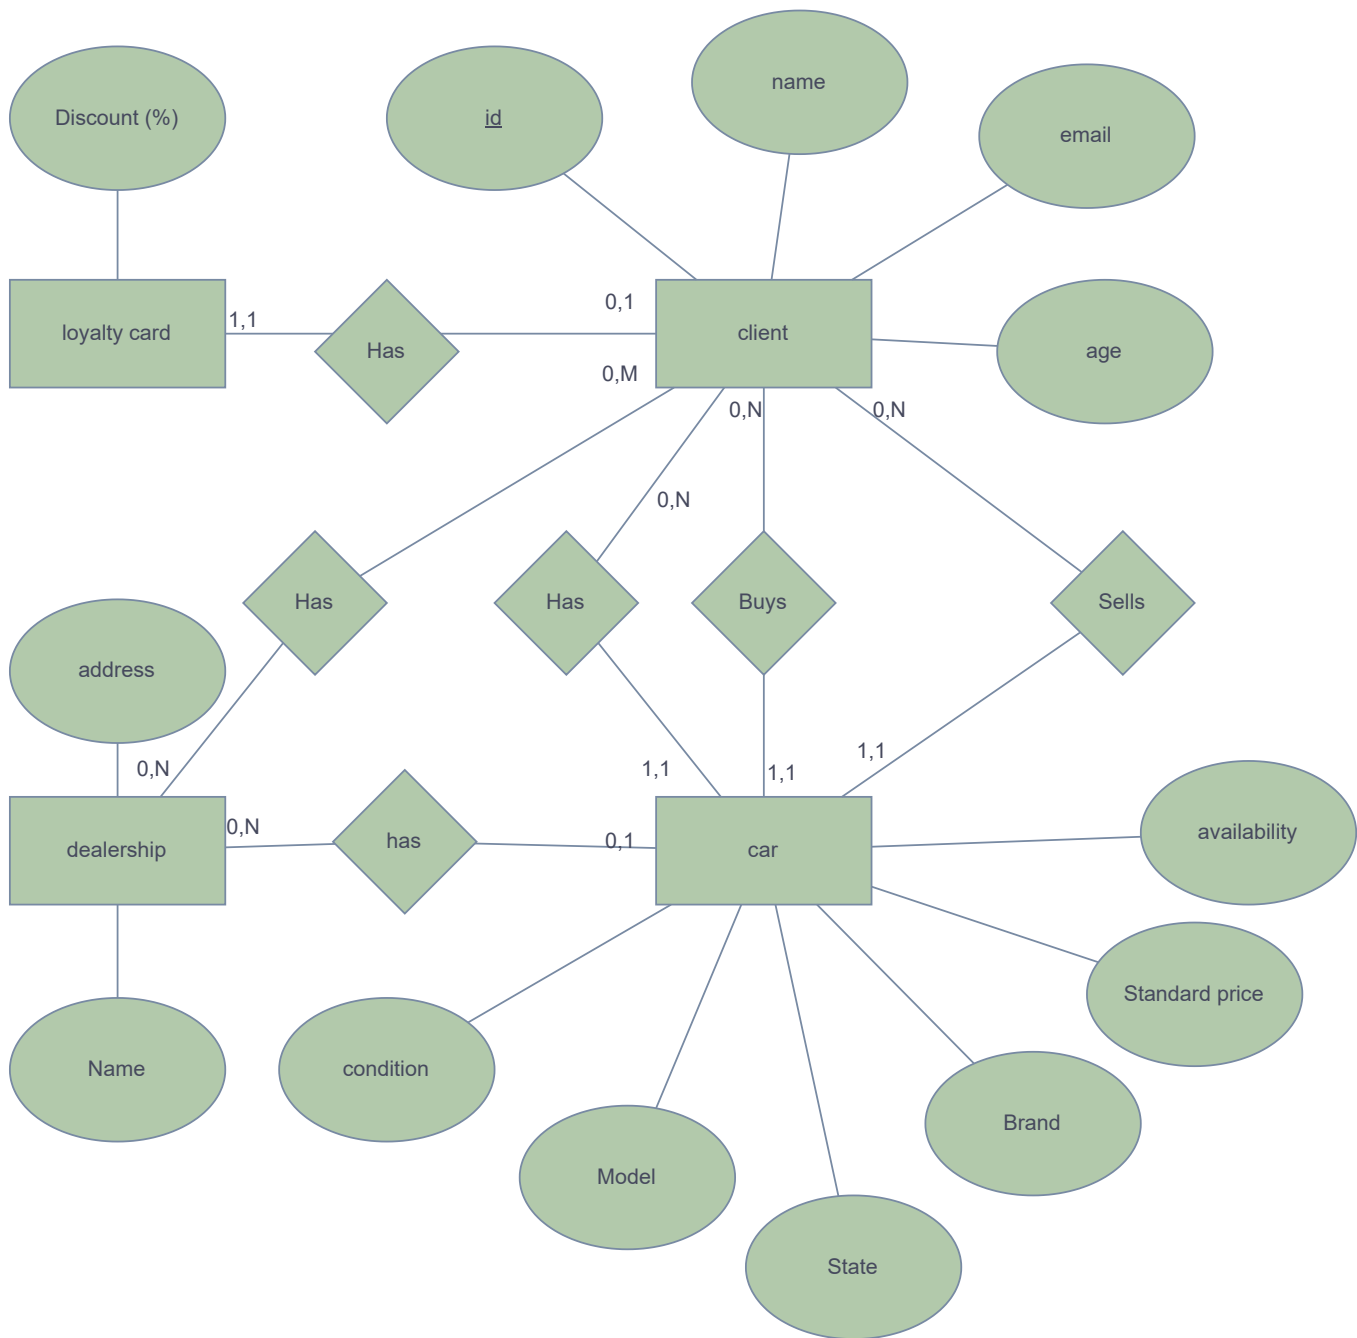 name
Discount (%)
id
email
0,1
1,1
loyalty card
client
Has
age
0,M
0,N
0,N
0,N
Has
Has
Buys
Sells
address
1,1
0,N
1,1
1,1
0,N
availability
has
0,1
dealership
car
Standard price
Name
condition
Brand
Model
State